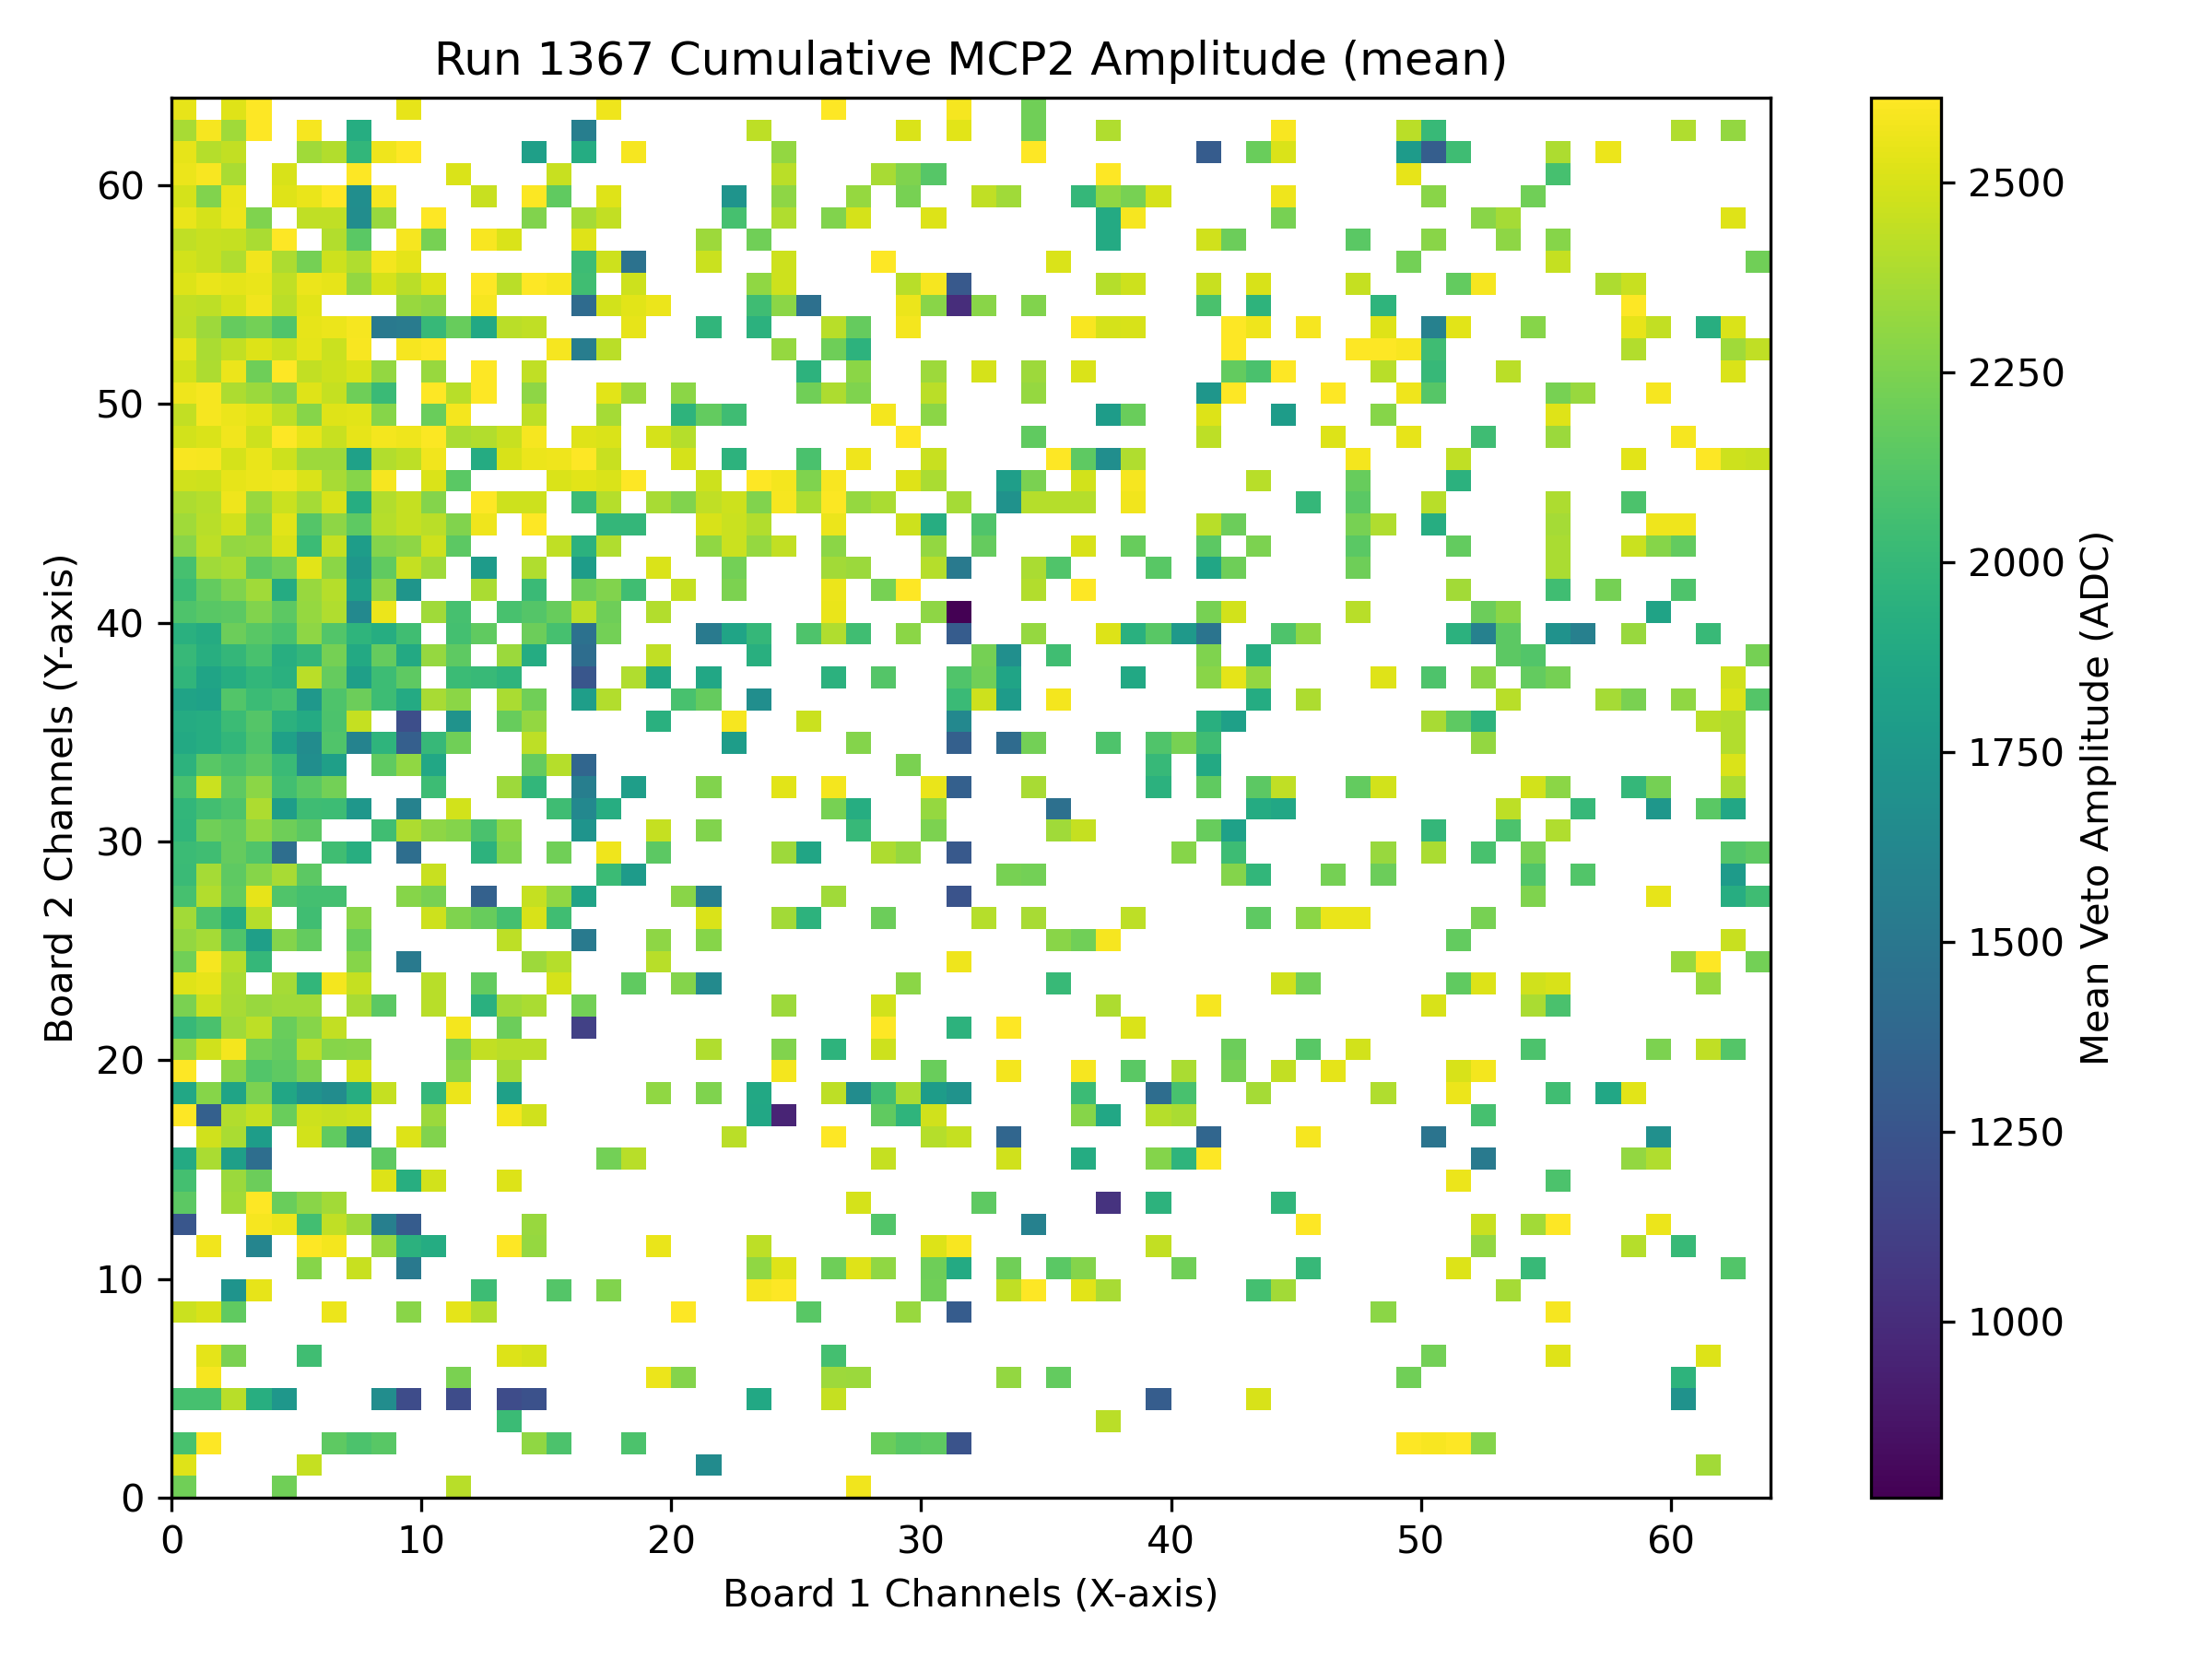 Run 1367 Cumulative MCP2 Amplitude (mean)
60
50
40
30
20
10
0
Board 2 Channels (Y-axis)
0 10 20 30 40 50 60
Board 1 Channels (X-axis)
2500
2250
2000
1750
1500
1250
1000
Mean Veto Amplitude (ADC)